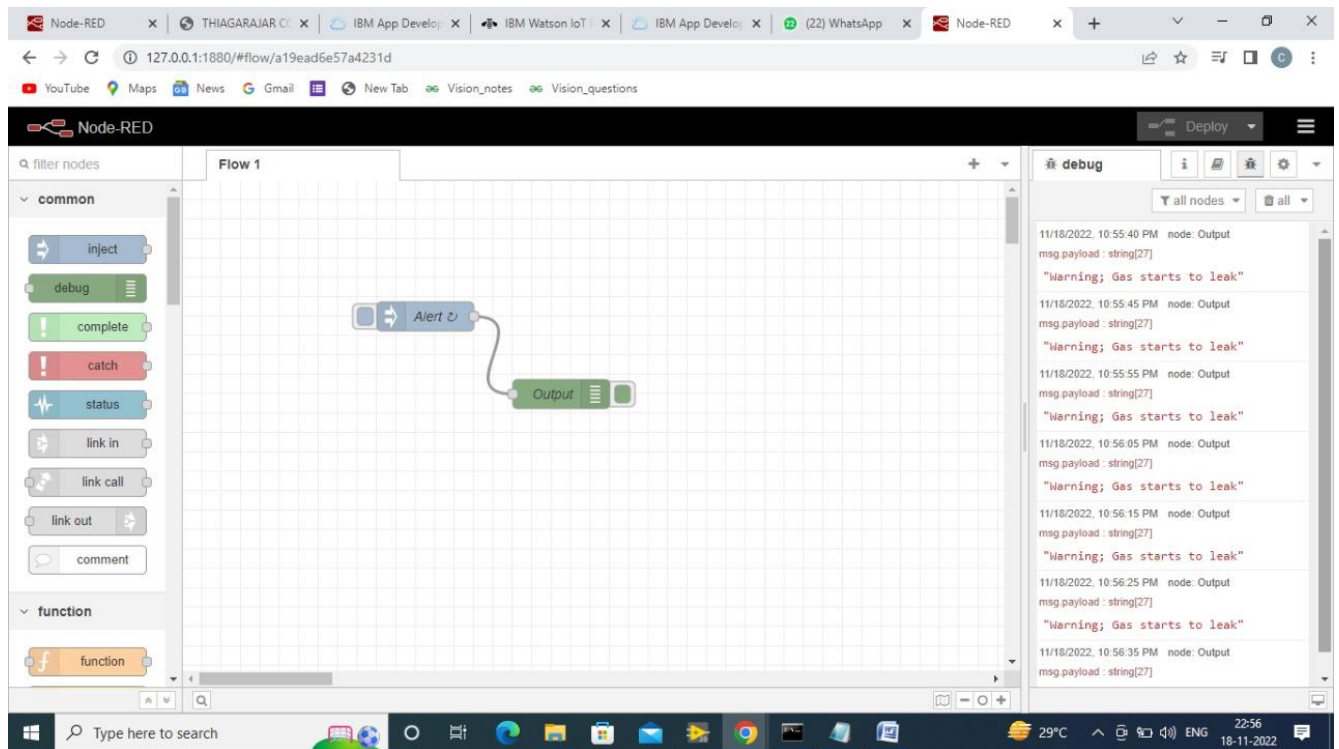 Node-RED
THIAGARAJAR CC
IBM App Develop
IBM Watson IoT
IBM App Develop
(22) WhatsApp
Node-RED
127.0.0.1:1880/#flow/a19ead6e57a4231d
C
YouTube
Maps
News
Gmail
New Tab
Vision_notes
Vision_questions
Node-RED
Deploy
filter nodes
common
inject
debug
complete
catch
status
link in
link call
link out
comment
function
function
Flow 1
Alert ↻
Output
debug
i
all nodes
all
11/18/2022, 10:55:40 PM node: Output
msg.payload : string[27]
"Warning; Gas starts to leak"
11/18/2022, 10:55:45 PM node: Output
msg.payload : string[27]
"Warning; Gas starts to leak"
11/18/2022, 10:55:55 PM node: Output
msg.payload : string[27]
"Warning; Gas starts to leak"
11/18/2022, 10:56:05 PM node: Output
msg.payload : string[27]
"Warning; Gas starts to leak"
11/18/2022, 10:56:15 PM node: Output
msg.payload : string[27]
"Warning; Gas starts to leak"
11/18/2022, 10:56:25 PM node: Output
msg.payload : string[27]
"Warning; Gas starts to leak"
11/18/2022, 10:56:35 PM node: Output
msg.payload : string[27]
Type here to search
29°C
ENG
22:56
18-11-2022